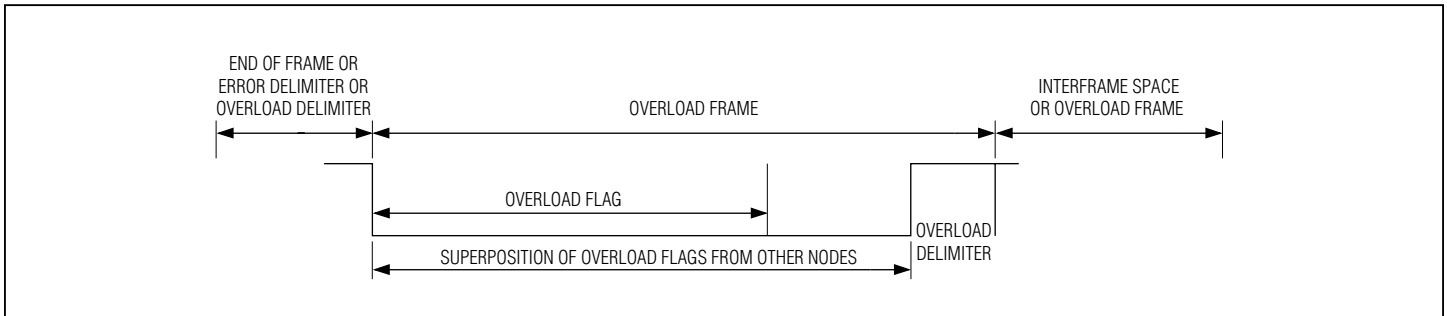 END OF FRAME OR
ERROR DELIMITER OR
OVERLOAD DELIMITER
OVERLOAD FRAME
INTERFRAME SPACE
OR OVERLOAD FRAME
OVERLOAD FLAG
OVERLOAD
DELIMITER
SUPERPOSITION OF OVERLOAD FLAGS FROM OTHER NODES